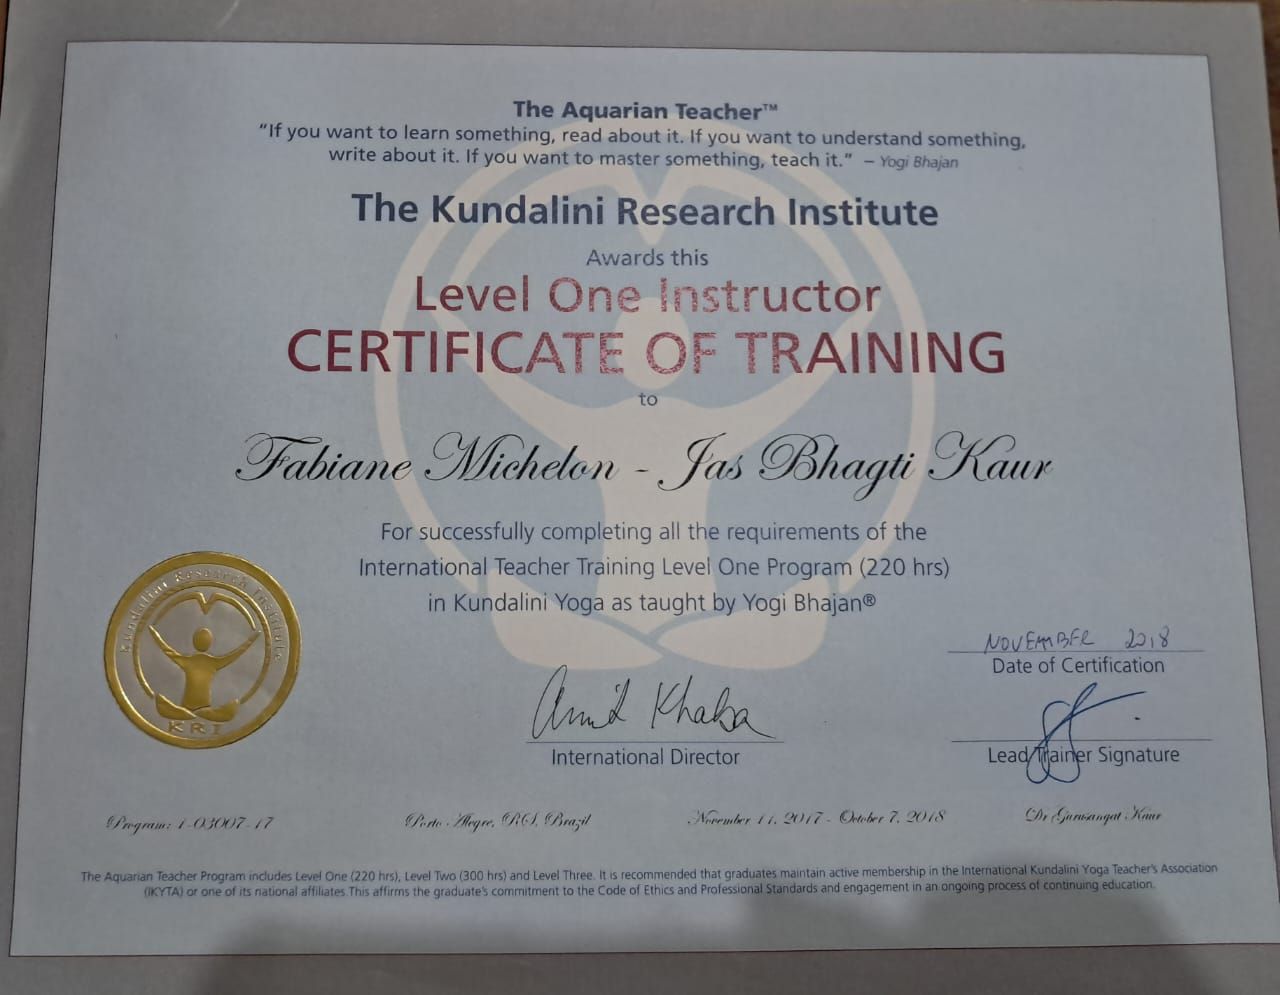 The Aquarian Teacher™
“If you want to learn something, read about it. If you want to understand something,
write about it. If you want to master something, teach it.” – Yogi Bhajan
The Kundalini Research Institute
Awards this
Level One Instructor
CERTIFICATE OF TRAINING
to
Fabiane Michelon - Jas Bhagti Kaur
For successfully completing all the requirements of the
International Teacher Training Level One Program (220 hrs)
in Kundalini Yoga as taught by Yogi Bhajan®
Kundalini Research Institute
KRI
NOVEMBER 2018
Date of Certification
International Director
Lead Trainer Signature
Program: 1-03007-17
Porto Alegre, RS, Brazil
November 11, 2017 - October 7, 2018
Dr Gurusangat Kaur
The Aquarian Teacher Program includes Level One (220 hrs), Level Two (300 hrs) and Level Three. It is recommended that graduates maintain active membership in the International Kundalini Yoga Teacher's Association
(IKYTA) or one of its national affiliates. This affirms the graduate's commitment to the Code of Ethics and Professional Standards and engagement in an ongoing process of continuing education.